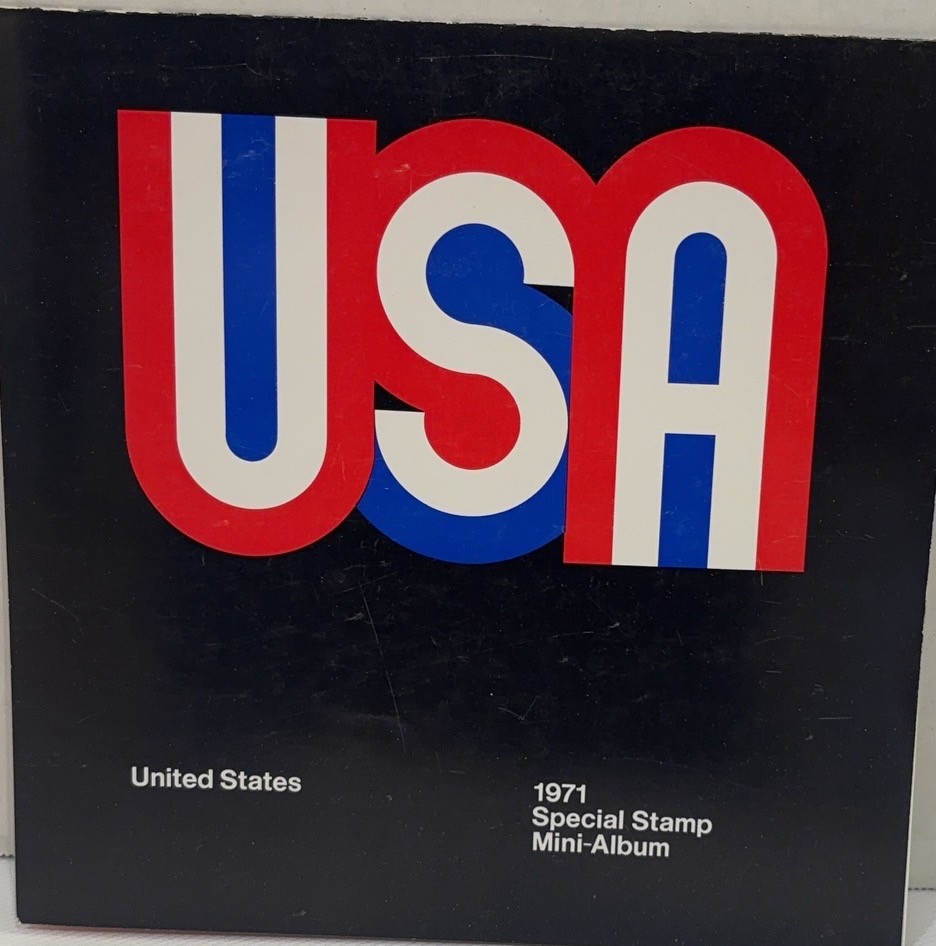 USA
United States
1971
Special Stamp
Mini-Album